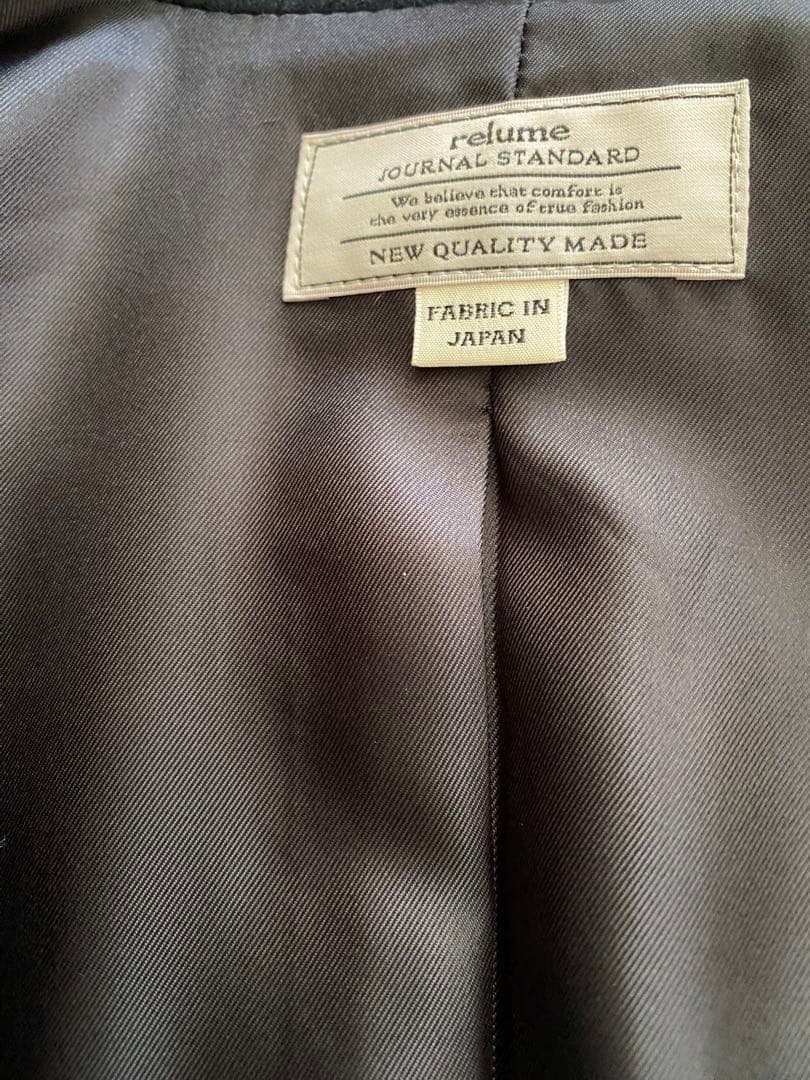 relume
JOURNAL STANDARD
We believe that comfort is
the very essence of true fashion
NEW QUALITY MADE
FABRIC IN
JAPAN